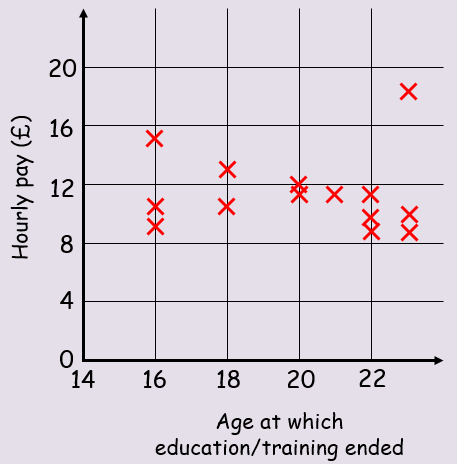 Hourly pay (£)
20
16
12
8
4
0
14 16 18 20 22
Age at which
education/training ended